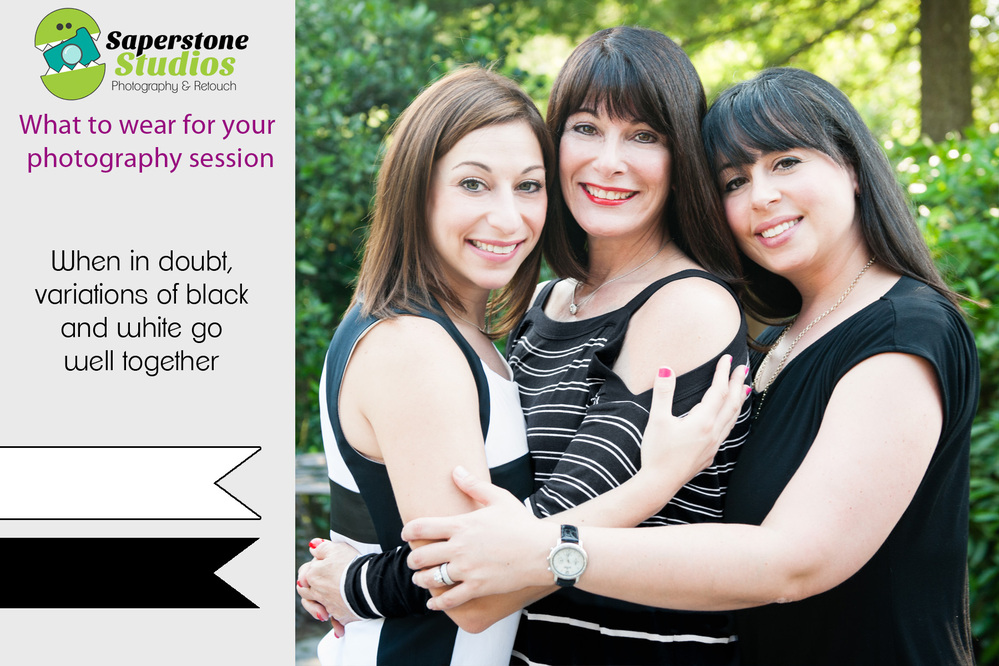 Saperstone
Studios
Photography & Retouch
What to wear for your
photography session
When in doubt,
variations of black
and white go
well together